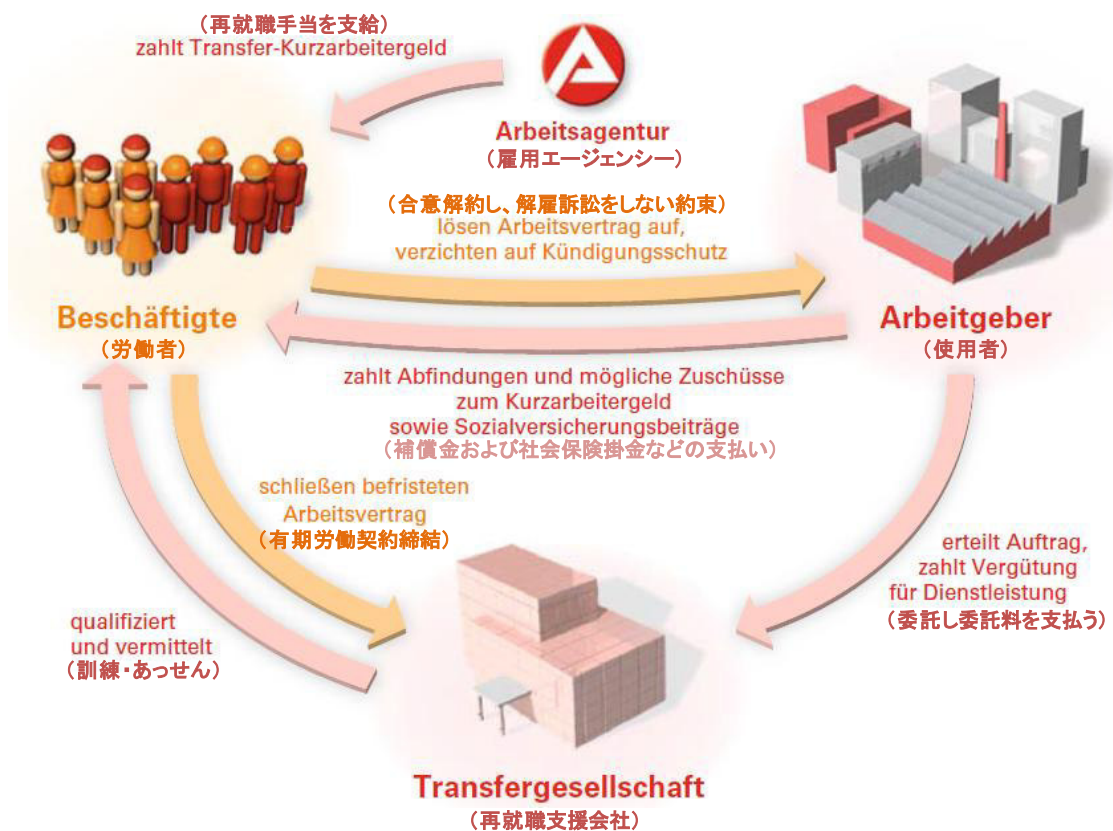 （再就職手当を支給）
zahlt Transfer-Kurzarbeitergeld
Arbeitsagentur
（雇用エージェンシー）
（合意解約し、解雇訴訟をしない約束）
lösen Arbeitsvertrag auf,
verzichten auf Kündigungsschutz
Beschäftigte
（労働者）
Arbeitgeber
（使用者）
zahlt Abfindungen und mögliche Zuschüsse
zum Kurzarbeitergeld
sowie Sozialversicherungsbeiträge
（補償金および社会保険掛金などの支払い）
schließen befristeten
Arbeitsvertrag
（有期労働契約締結）
erteilt Auftrag,
zahlt Vergütung
für Dienstleistung
（委託し委託料を支払う）
qualifiziert
und vermittelt
（訓練・あっせん）
Transfergesellschaft
（再就職支援会社）